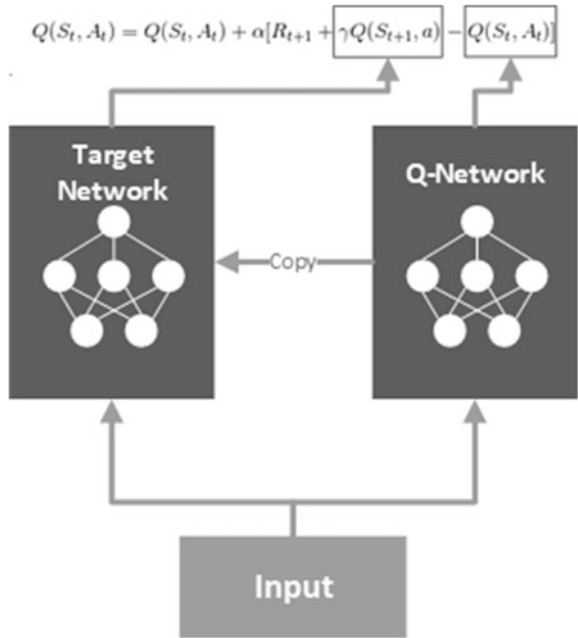 Q(S_t, A_t) = Q(S_t, A_t) + α[R_{t+1} + γQ(S_{t+1}, a) − Q(S_t, A_t)]
Target
Network
Q-Network
Copy
Input